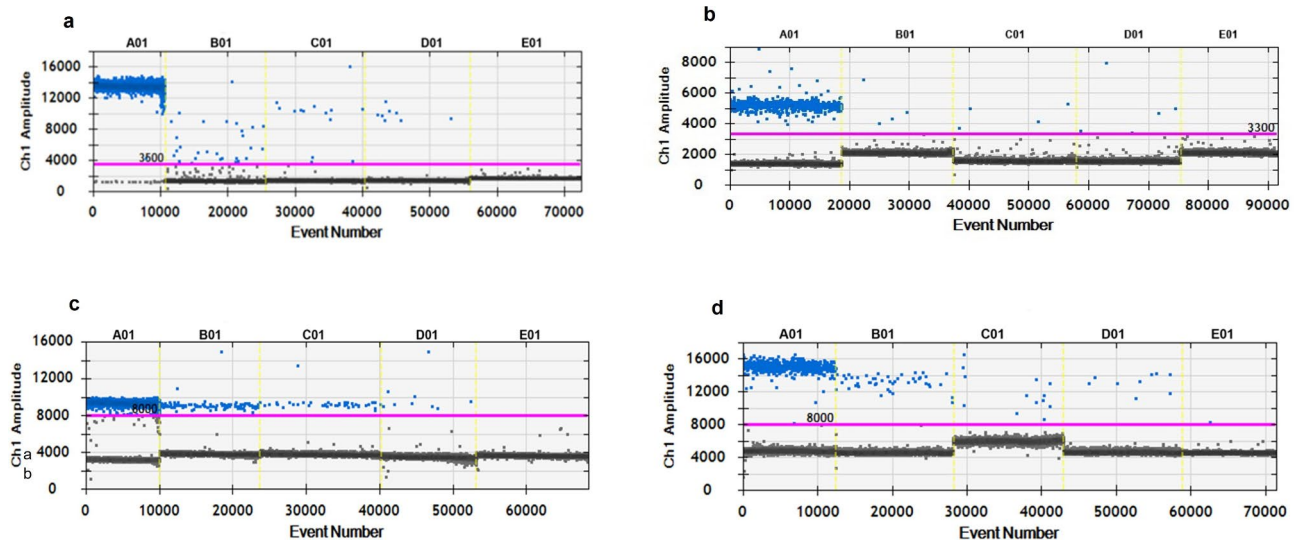 a
A01 B01 C01 D01 E01
16000
12000
8000
4000
0
3600
Ch1 Amplitude
0 10000 20000 30000 40000 50000 60000 70000
Event Number
b
A01 B01 C01 D01 E01
8000
6000
4000
2000
0
3300
Ch1 Amplitude
0 10000 20000 30000 40000 50000 60000 70000 80000 90000
Event Number
c
A01 B01 C01 D01 E01
16000
12000
8000
4000
0
8000
Ch1 Amplitude
a
b
0 10000 20000 30000 40000 50000 60000
Event Number
d
A01 B01 C01 D01 E01
16000
12000
8000
4000
0
8000
Ch1 Amplitude
0 10000 20000 30000 40000 50000 60000 70000
Event Number